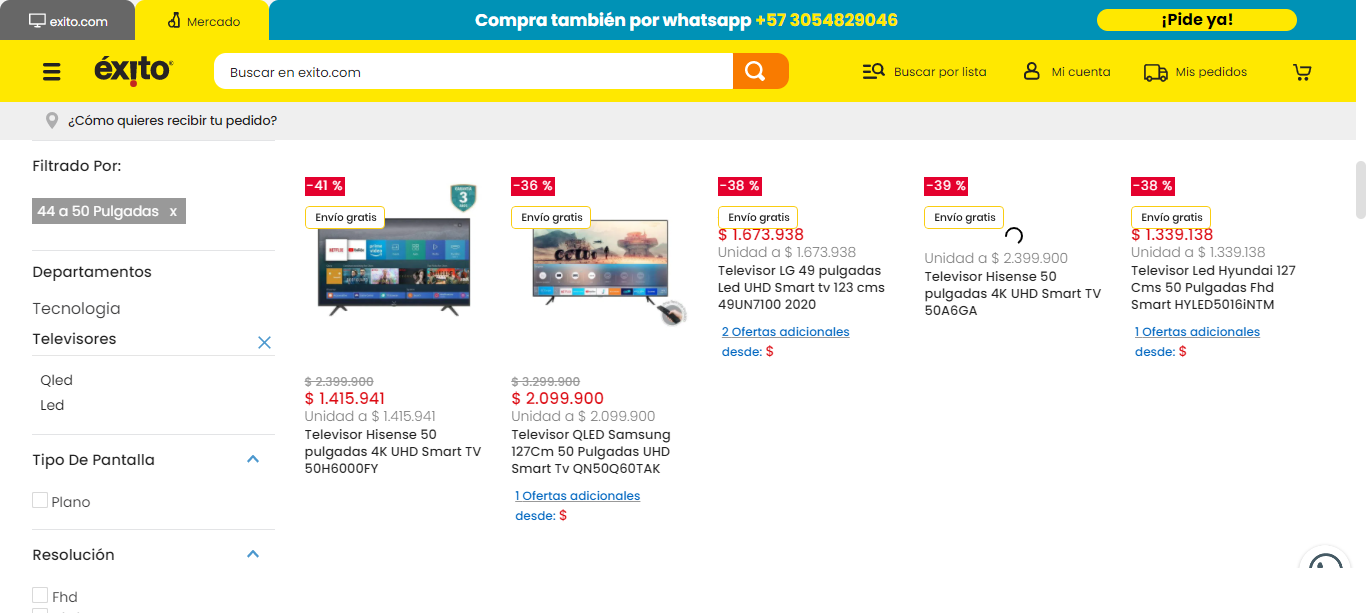 exito.com
Mercado
Compra también por whatsapp +57 3054829046
¡Pide ya!
éxito
Buscar en exito.com
Buscar por lista
Mi cuenta
Mis pedidos
¿Cómo quieres recibir tu pedido?
Filtrado Por:
44 a 50 Pulgadas x
Departamentos
Tecnologia
Televisores
Qled
Led
Tipo De Pantalla
Plano
Resolución
Fhd
-41 %
Envío gratis
3
$ 2.399.900
$ 1.415.941
Unidad a $ 1.415.941
Televisor Hisense 50
pulgadas 4K UHD Smart TV
50H6000FY
-36 %
Envío gratis
$ 3.299.900
$ 2.099.900
Unidad a $ 2.099.900
Televisor QLED Samsung
127Cm 50 Pulgadas UHD
Smart Tv QN50Q60TAK
1 Ofertas adicionales
desde: $
-38 %
Envío gratis
$ 1.673.938
Unidad a $ 1.673.938
Televisor LG 49 pulgadas
Led UHD Smart tv 123 cms
49UN7100 2020
2 Ofertas adicionales
desde: $
-39 %
Envío gratis
Unidad a $ 2.399.900
Televisor Hisense 50
pulgadas 4K UHD Smart TV
50A6GA
-38 %
Envío gratis
$ 1.339.138
Unidad a $ 1.339.138
Televisor Led Hyundai 127
Cms 50 Pulgadas Fhd
Smart HYLED5016iNTM
1 Ofertas adicionales
desde: $